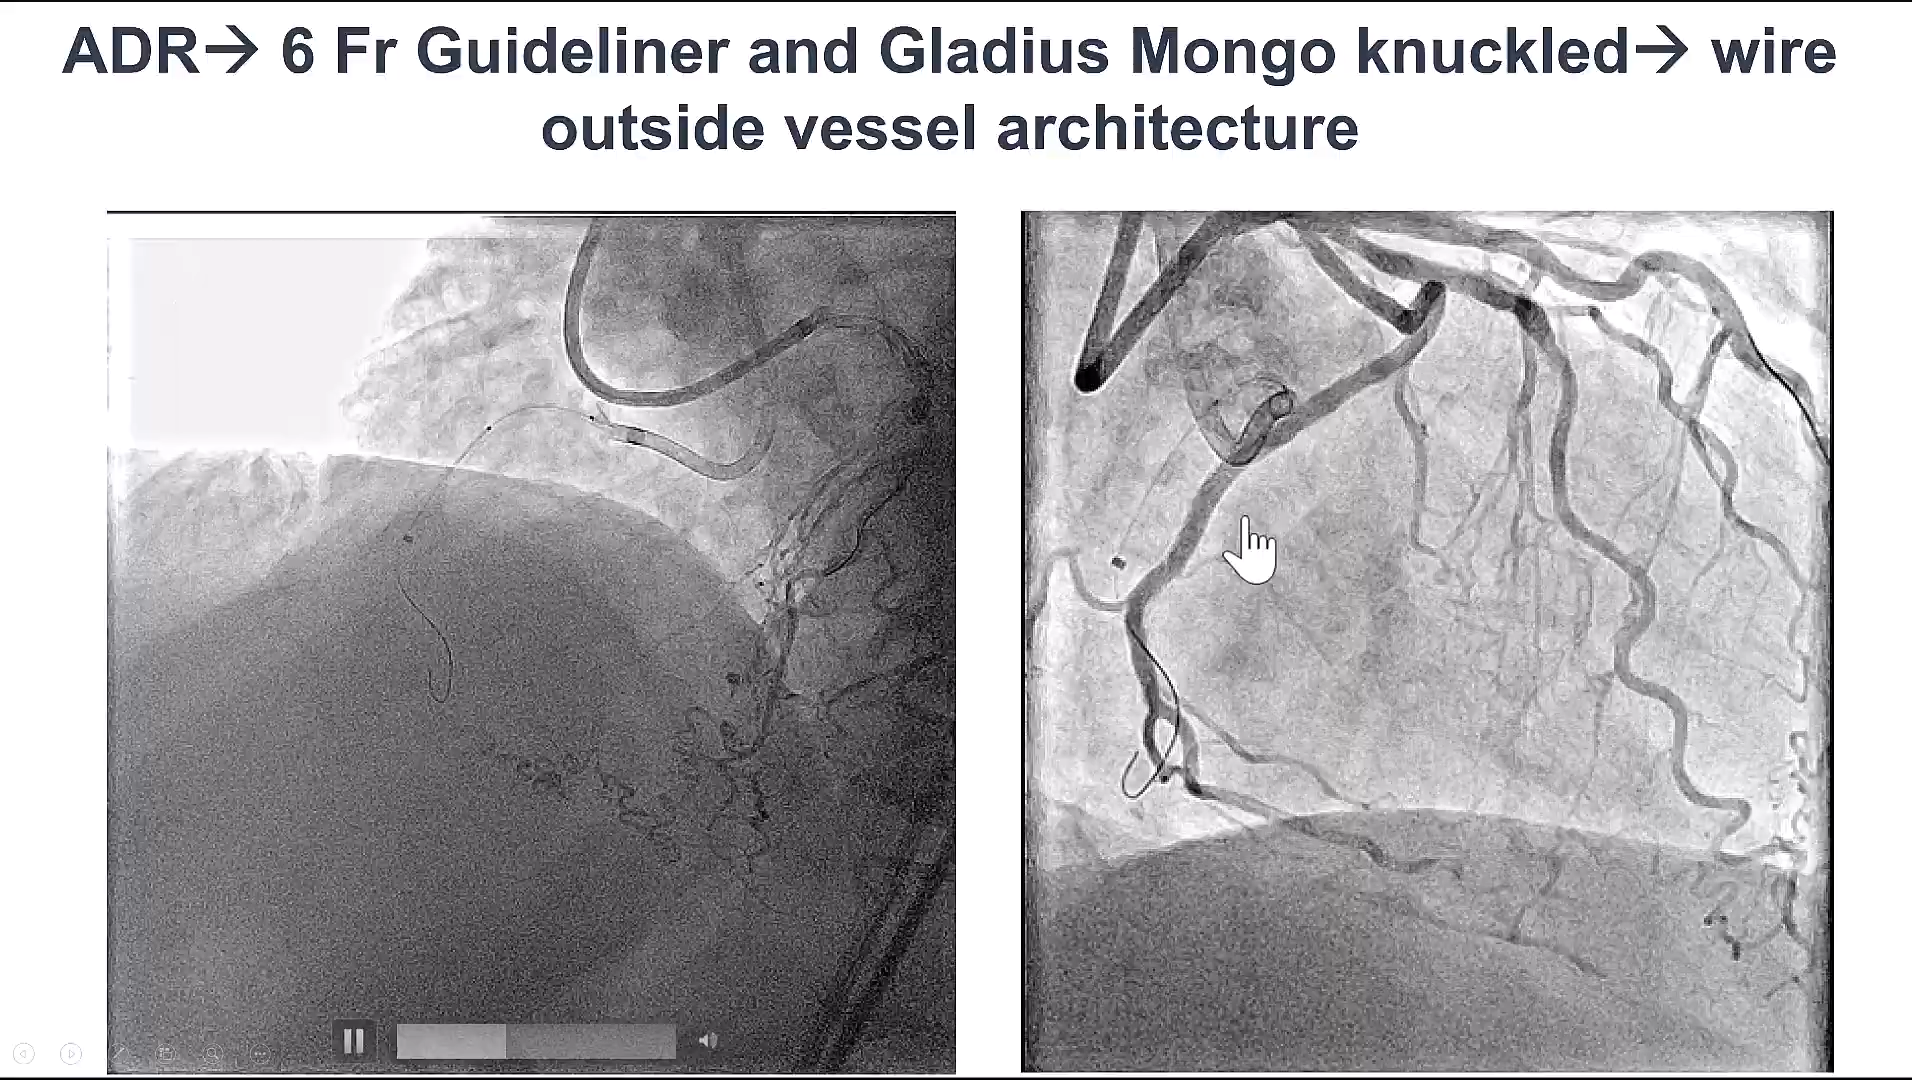 ADR→ 6 Fr Guideliner and Gladius Mongo knuckled→ wire
outside vessel architecture